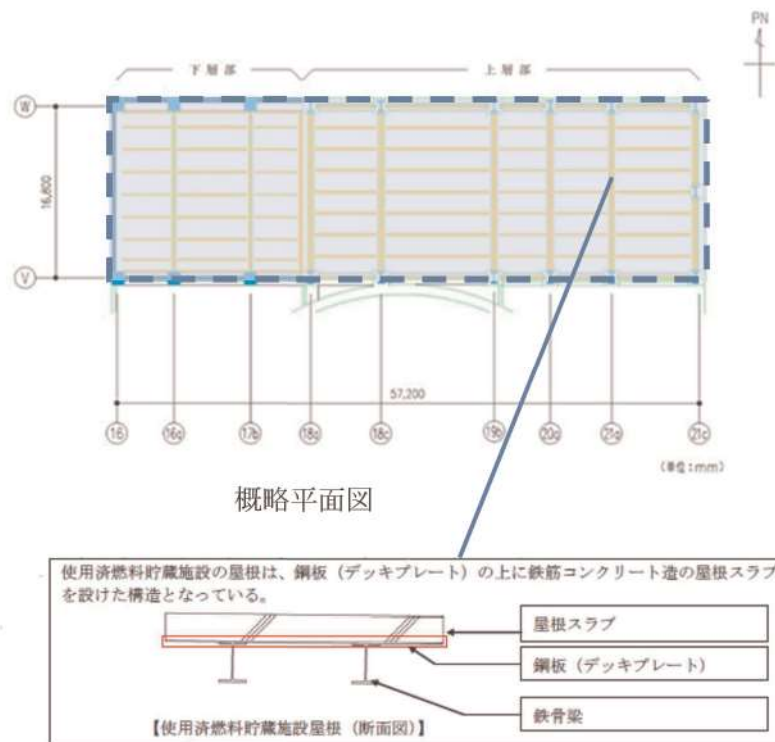 PN
下層部
上層部
W
16,800
V
57,200
16
16a
17b
18a
18c
19b
20a
21a
21c
(単位:mm)
概略平面図
使用済燃料貯蔵施設の屋根は、鋼板(デッキプレート)の上に鉄筋コンクリート造の屋根スラブ
を設けた構造となっている。
屋根スラブ
鋼板(デッキプレート)
鉄骨梁
【使用済燃料貯蔵施設屋根(断面図)】